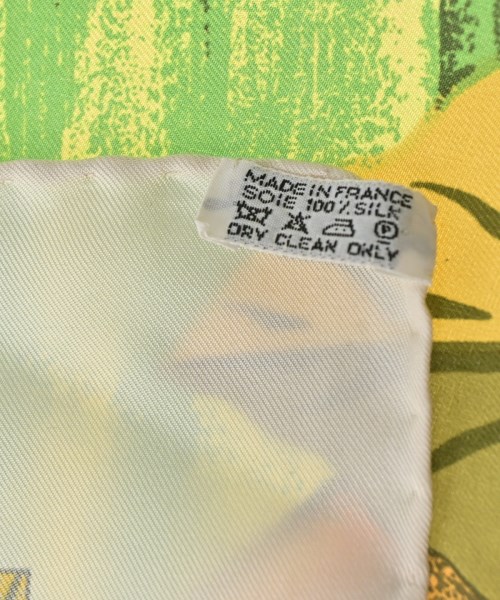 MADE IN FRANCE
SOIE 100% SILK
P
DRY CLEAN ONLY